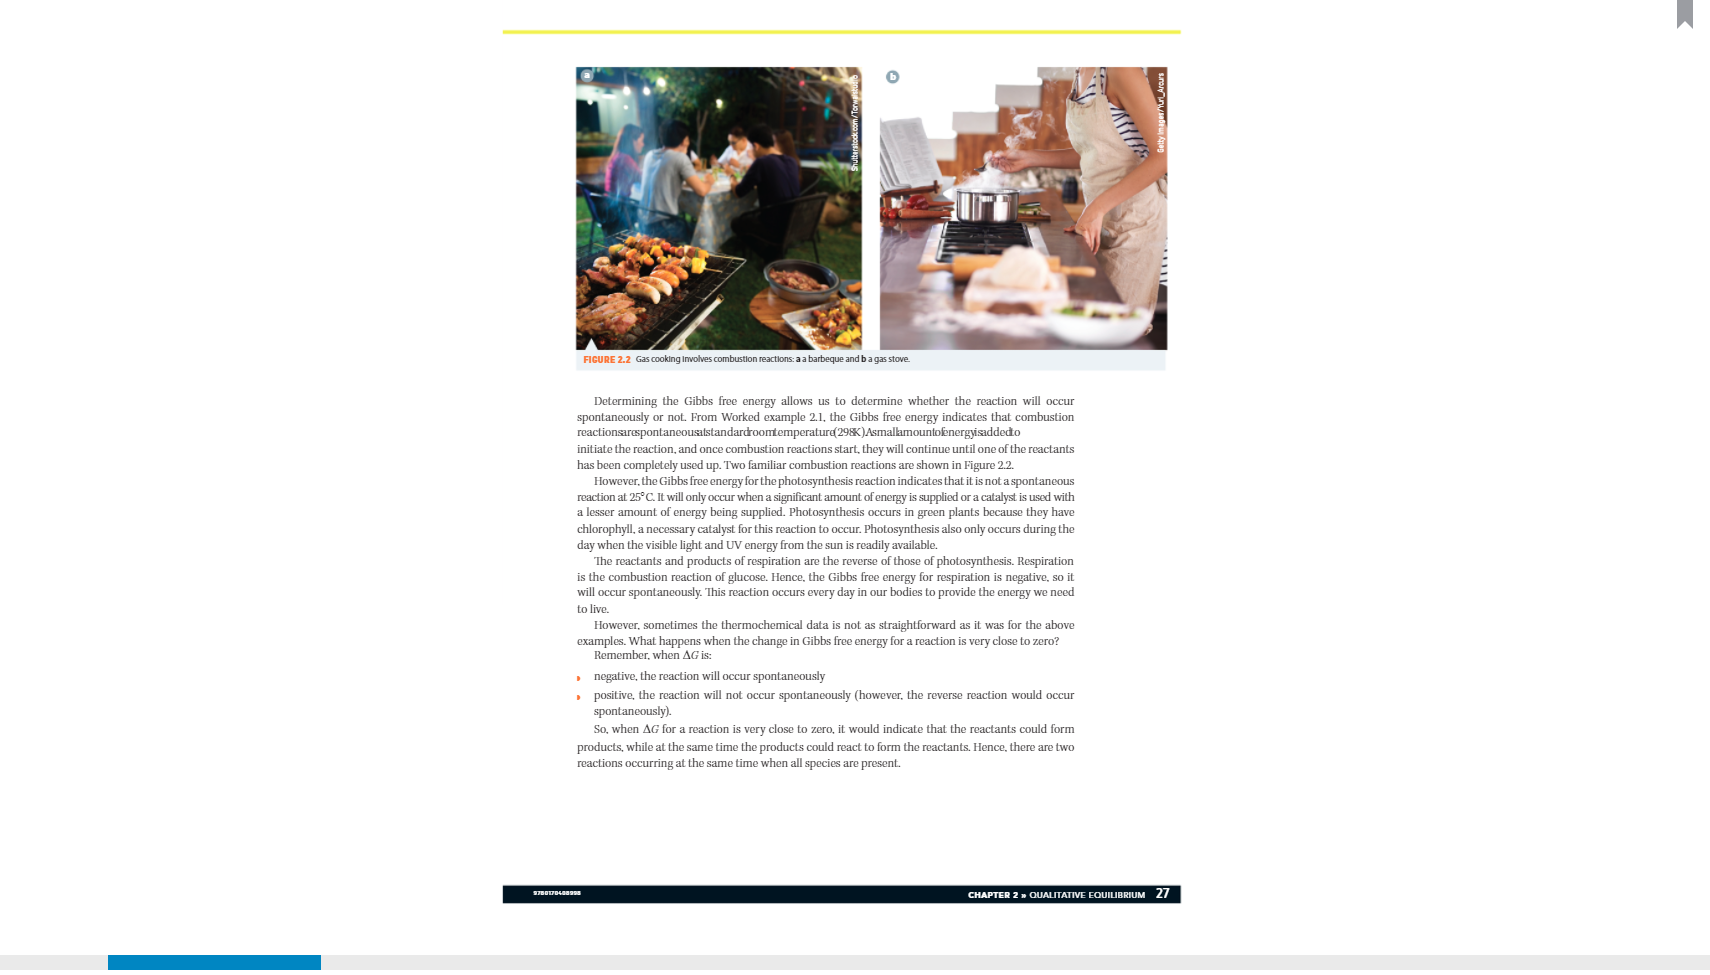 a
Shutterstock.com/Torwaistudio
b
Getty Images/Yuri_Arcurs
FIGURE 2.2 Gas cooking involves combustion reactions: a a barbeque and b a gas stove.
Determining the Gibbs free energy allows us to determine whether the reaction will occur
spontaneously or not. From Worked example 2.1, the Gibbs free energy indicates that combustion
reactions are spontaneous at standard room temperature (298K). A small amount of energy is added to
initiate the reaction, and once combustion reactions start, they will continue until one of the reactants
has been completely used up. Two familiar combustion reactions are shown in Figure 2.2.
However, the Gibbs free energy for the photosynthesis reaction indicates that it is not a spontaneous
reaction at 25°C. It will only occur when a significant amount of energy is supplied or a catalyst is used with
a lesser amount of energy being supplied. Photosynthesis occurs in green plants because they have
chlorophyll, a necessary catalyst for this reaction to occur. Photosynthesis also only occurs during the
day when the visible light and UV energy from the sun is readily available.
The reactants and products of respiration are the reverse of those of photosynthesis. Respiration
is the combustion reaction of glucose. Hence, the Gibbs free energy for respiration is negative, so it
will occur spontaneously. This reaction occurs every day in our bodies to provide the energy we need
to live.
However, sometimes the thermochemical data is not as straightforward as it was for the above
examples. What happens when the change in Gibbs free energy for a reaction is very close to zero?
Remember, when ΔG is:
negative, the reaction will occur spontaneously
positive, the reaction will not occur spontaneously (however, the reverse reaction would occur
spontaneously).
So, when ΔG for a reaction is very close to zero, it would indicate that the reactants could form
products, while at the same time the products could react to form the reactants. Hence, there are two
reactions occurring at the same time when all species are present.
CHAPTER 2 » QUALITATIVE EQUILIBRIUM 27